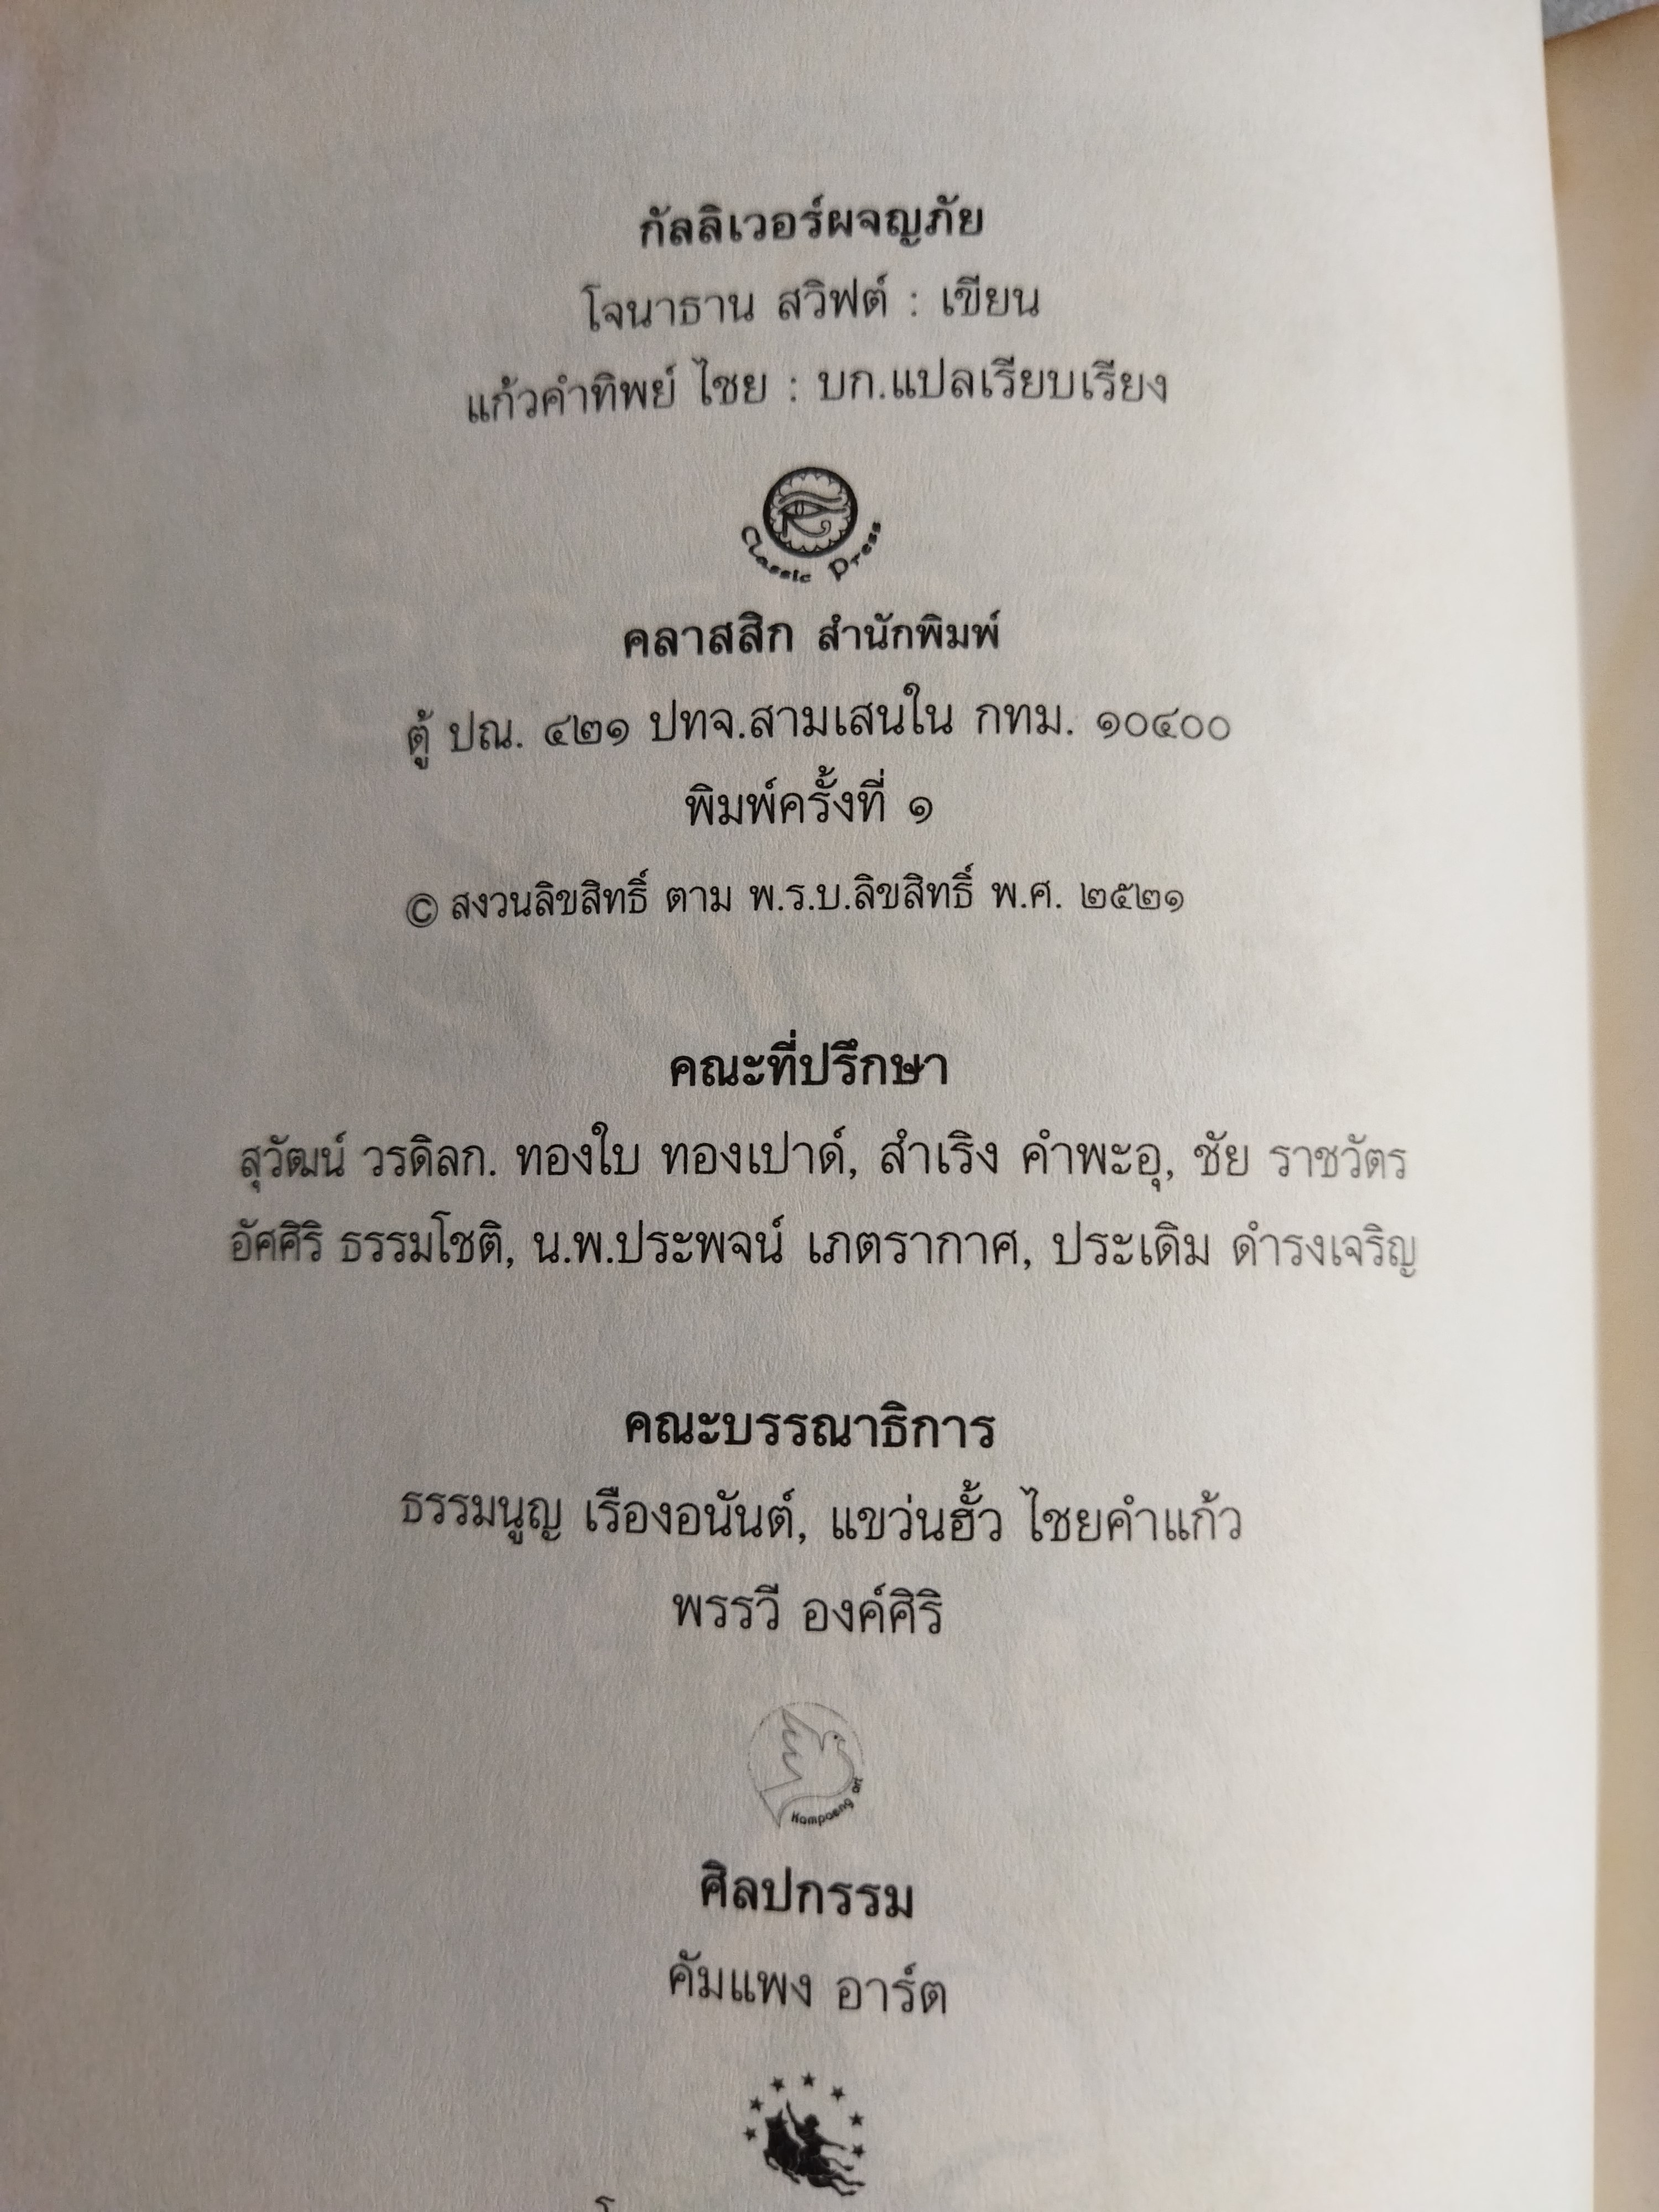 กัลลิเวอร์ผจญภัย
โจนาธาน สวิฟต์ : เขียน
แก้วคำทิพย์ ไชย : บก.แปลเรียบเรียง
Classic Press
คลาสสิก สำนักพิมพ์
ตู้ ปณ. ๔๒๑ ปทจ.สามเสนใน กทม. ๑๐๔๐๐
พิมพ์ครั้งที่ ๑
© สงวนลิขสิทธิ์ ตาม พ.ร.บ.ลิขสิทธิ์ พ.ศ. ๒๕๒๑
คณะที่ปรึกษา
สุวัฒน์ วรดิลก. ทองใบ ทองเปาด์, สำเริง คำพะอุ, ชัย ราชวัตร
อัศศิริ ธรรมโชติ, น.พ.ประพจน์ เภตรากาศ, ประเดิม ดำรงเจริญ
คณะบรรณาธิการ
ธรรมนูญ เรืองอนันต์, แขว่นฮั้ว ไชยคำแก้ว
พรรวี องค์ศิริ
ศิลปกรรม
คัมแพง อาร์ต